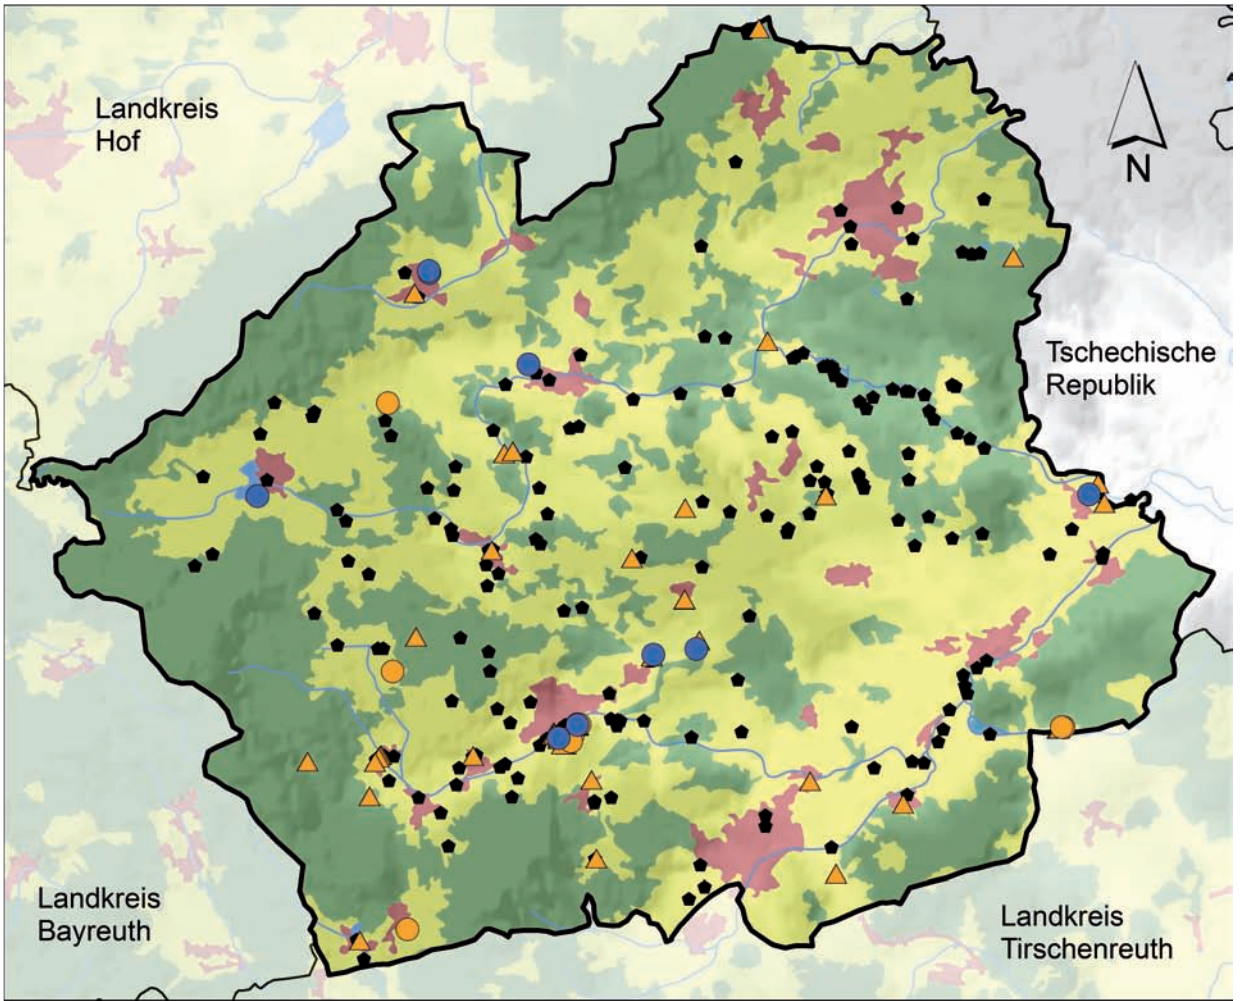 Landkreis
Hof
N
Tschechische
Republik
Landkreis
Bayreuth
Landkreis
Tirschenreuth